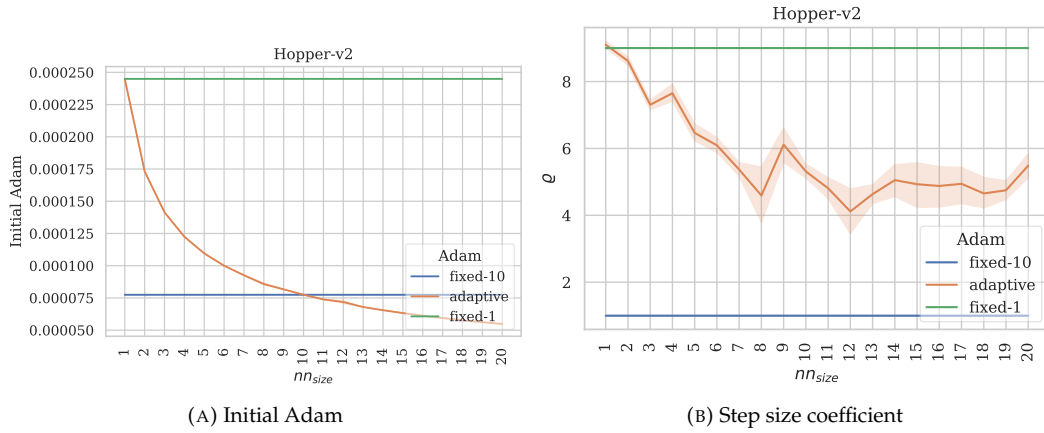 Hopper-v2
0.000250
0.000225
0.000200
0.000175
0.000150
0.000125
0.000100
0.000075
0.000050
Initial Adam
1 2 3 4 5 6 7 8 9 10 11 12 13 14 15 16 17 18 19 20
nn_size
Adam
fixed-10
adaptive
fixed-1
(A) Initial Adam
Hopper-v2
8
6
4
2
ϱ
1 2 3 4 5 6 7 8 9 10 11 12 13 14 15 16 17 18 19 20
nn_size
Adam
fixed-10
adaptive
fixed-1
(B) Step size coefficient